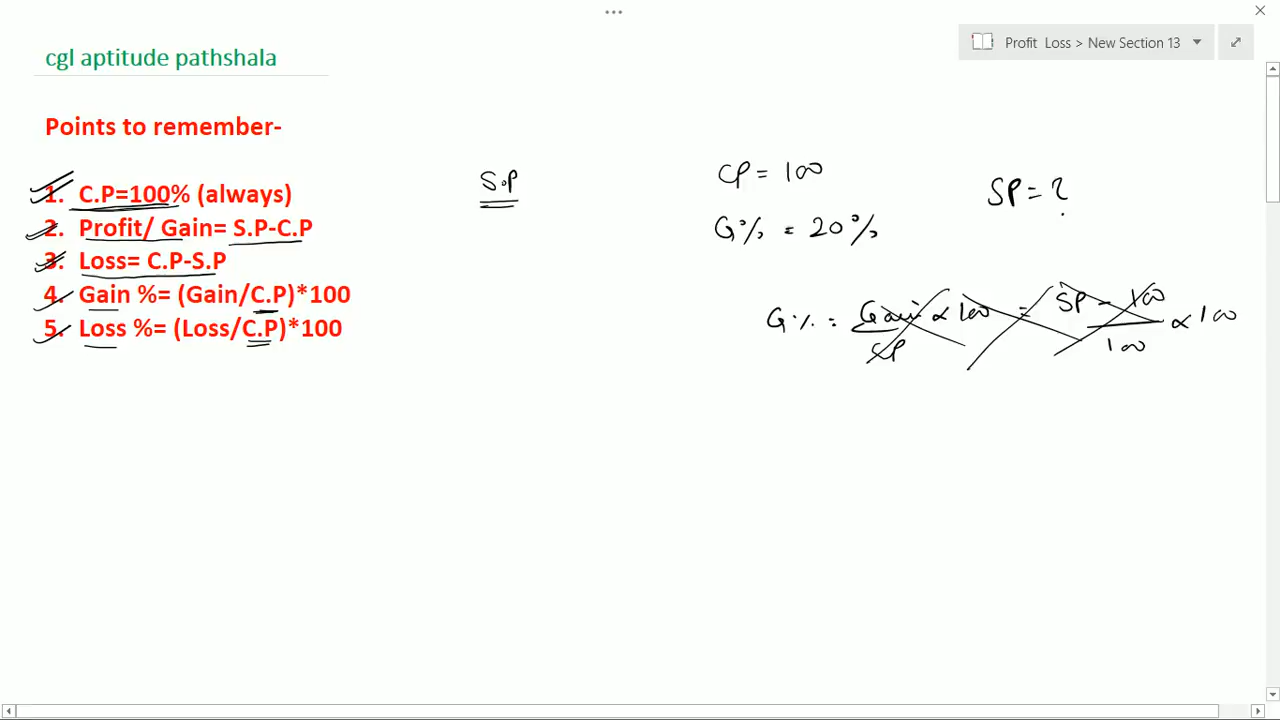 cgl aptitude pathshala
Profit Loss > New Section 13
Points to remember-
1. C.P=100% (always)
2. Profit/ Gain= S.P-C.P
3. Loss= C.P-S.P
4. Gain %= (Gain/C.P)*100
5. Loss %= (Loss/C.P)*100
S.P
CP = 100
SP = ?
G% = 20%
G% = Gain/CP × 100 = SP - 100/100 × 100